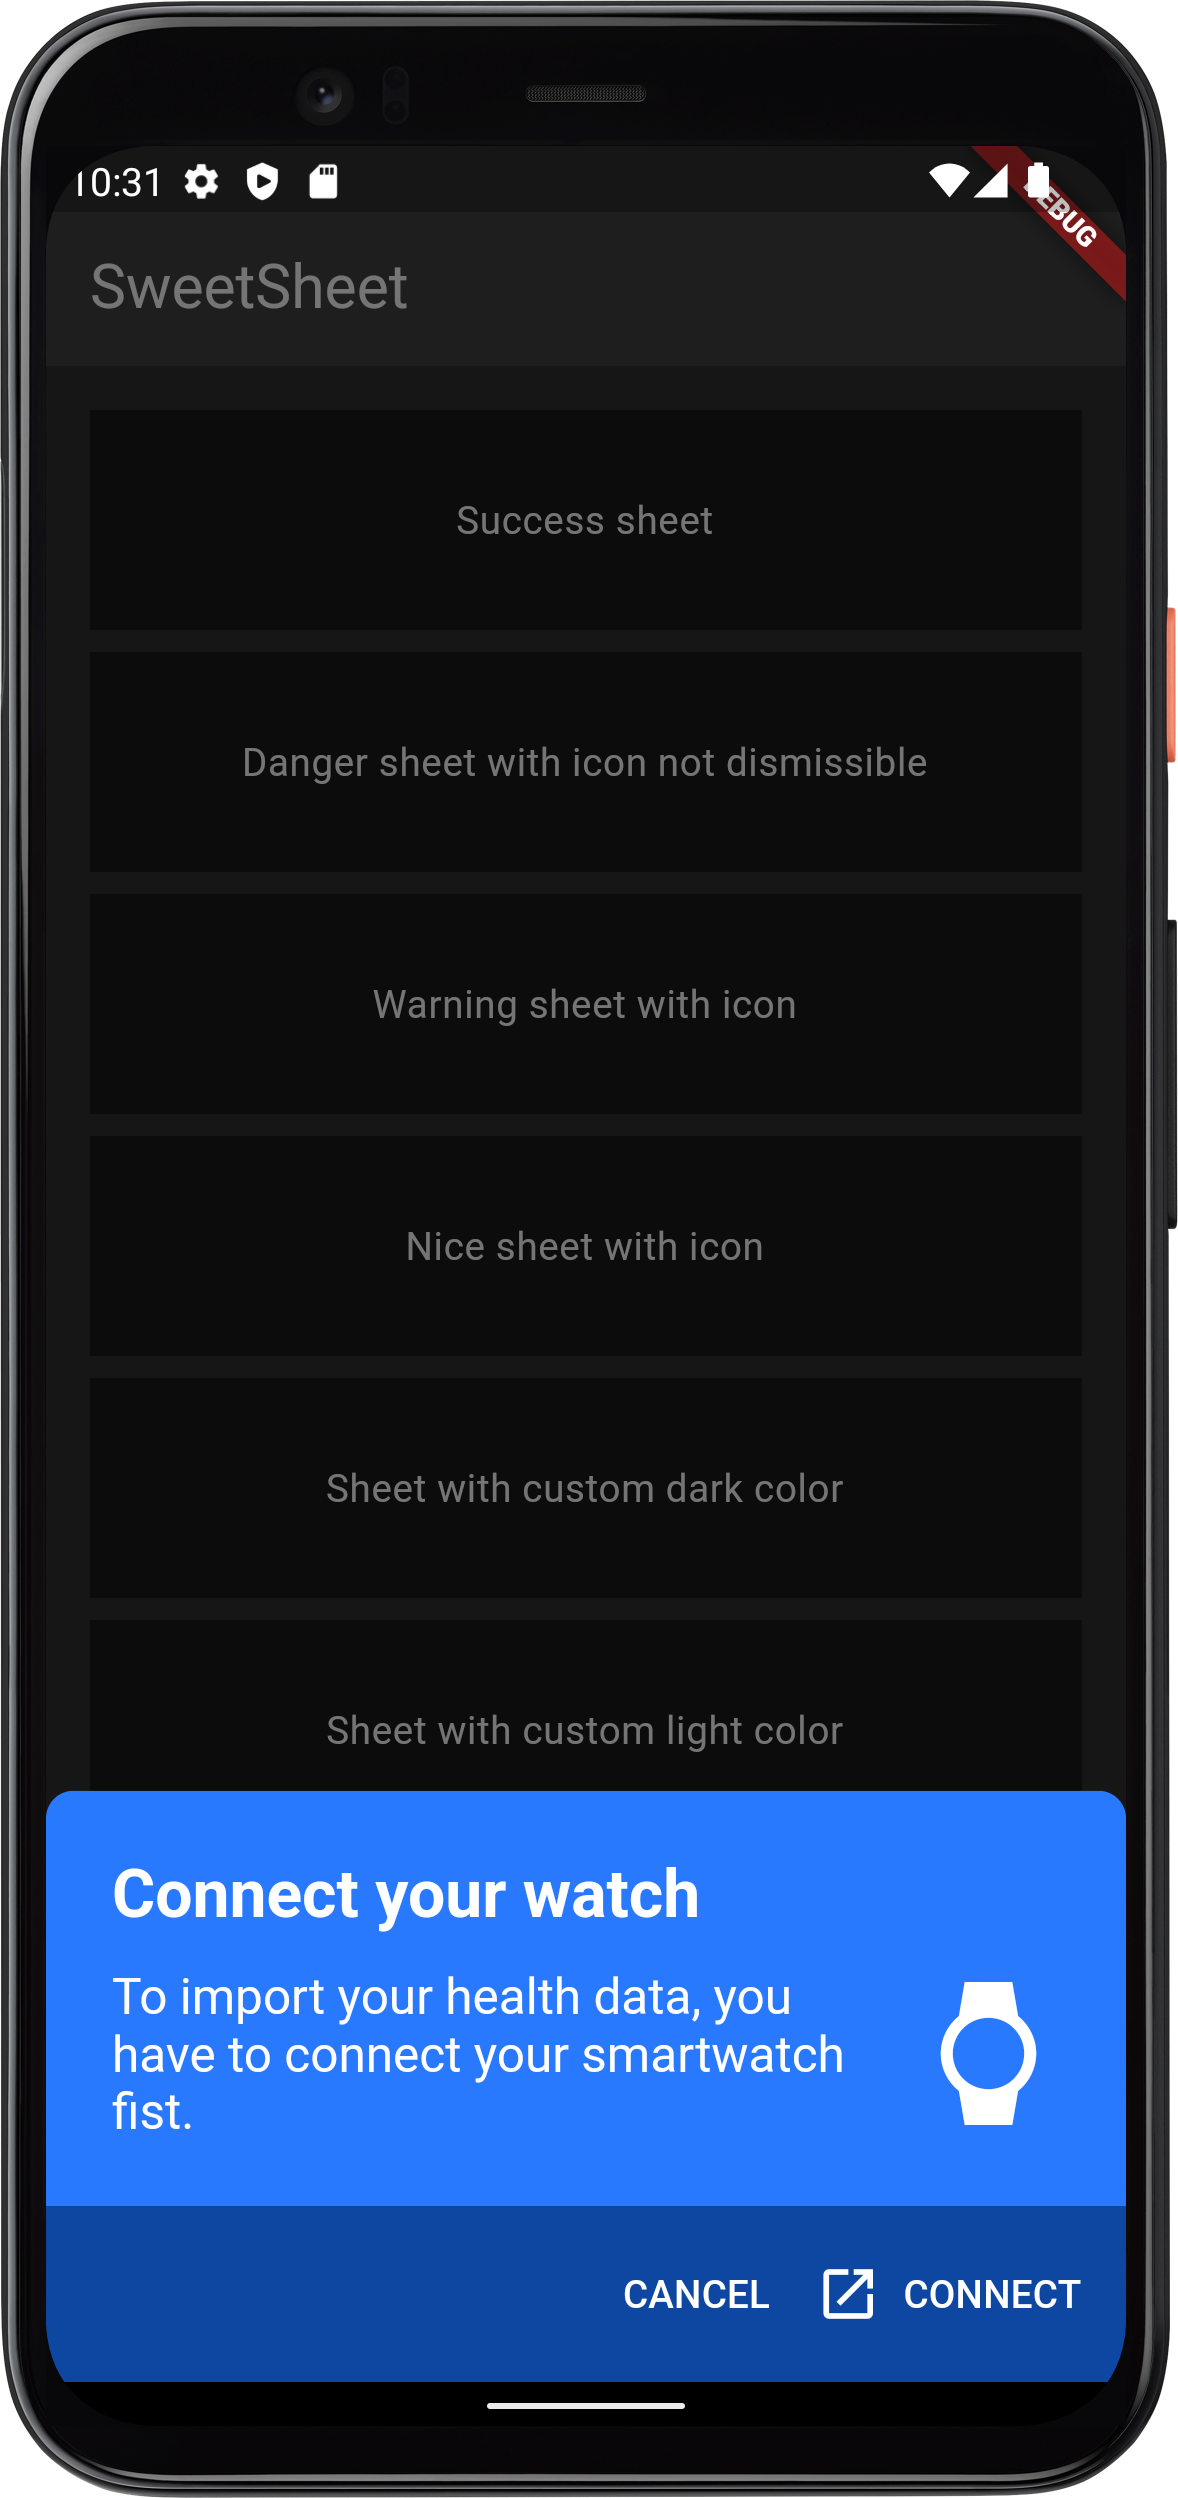 10:31
DEBUG
SweetSheet
Success sheet
Danger sheet with icon not dismissible
Warning sheet with icon
Nice sheet with icon
Sheet with custom dark color
Sheet with custom light color
Connect your watch
To import your health data, you
have to connect your smartwatch
fist.
CANCEL CONNECT